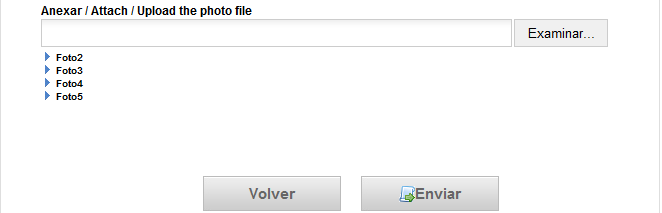 Anexar / Attach / Upload the photo file
Examinar...
Foto2
Foto3
Foto4
Foto5
Volver Enviar